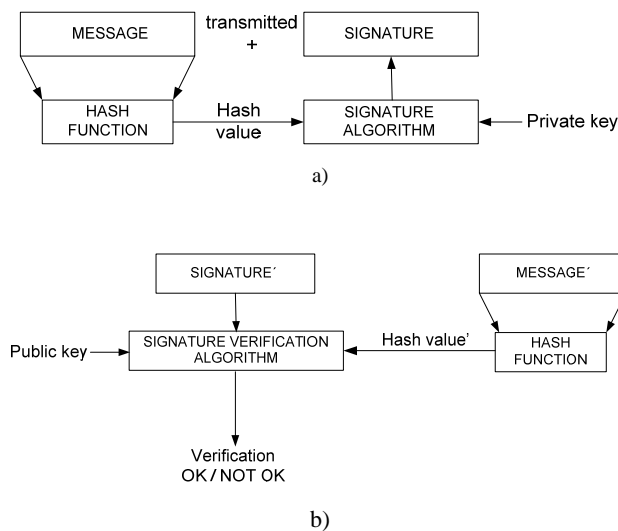 MESSAGE
transmitted
+
SIGNATURE
HASH
FUNCTION
Hash
value
SIGNATURE
ALGORITHM
Private key
a)
SIGNATURE´
MESSAGE´
Public key
SIGNATURE VERIFICATION
ALGORITHM
Hash value'
HASH
FUNCTION
Verification
OK / NOT OK
b)